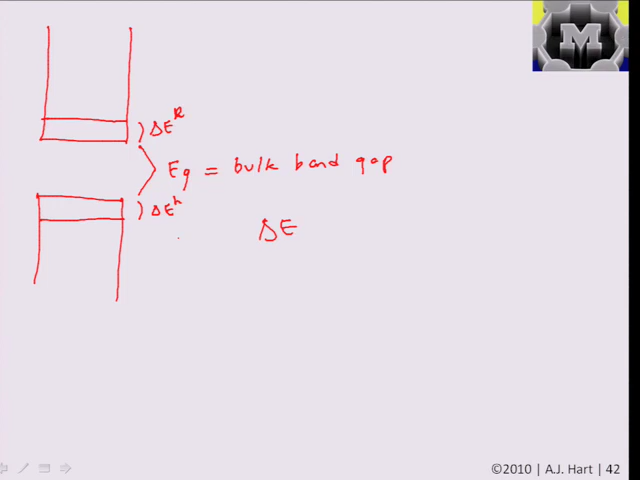 M
ΔE^e
Eg = bulk band gap
ΔE^h
ΔE
©2010 | A.J. Hart | 42